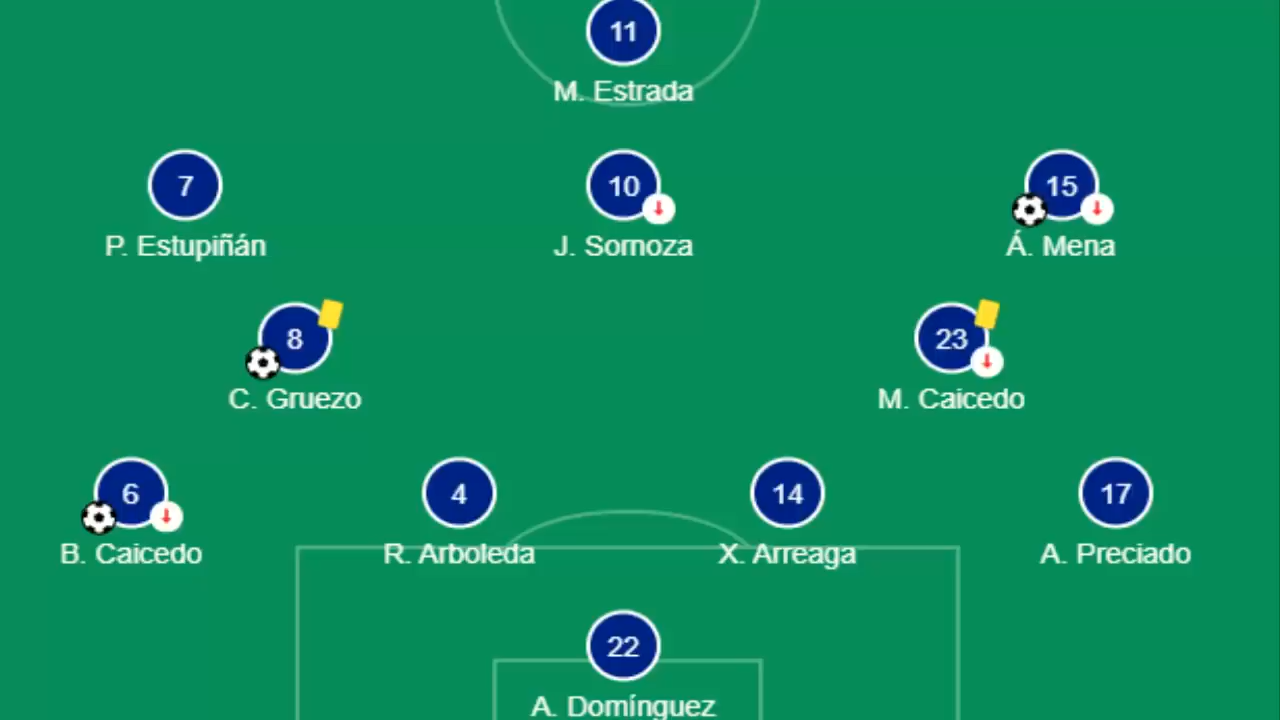 11
M. Estrada
7
10
15
P. Estupiñán
J. Sornoza
Á. Mena
8
23
C. Gruezo
M. Caicedo
6
4
14
17
B. Caicedo
R. Arboleda
X. Arreaga
A. Preciado
22
A. Domínguez